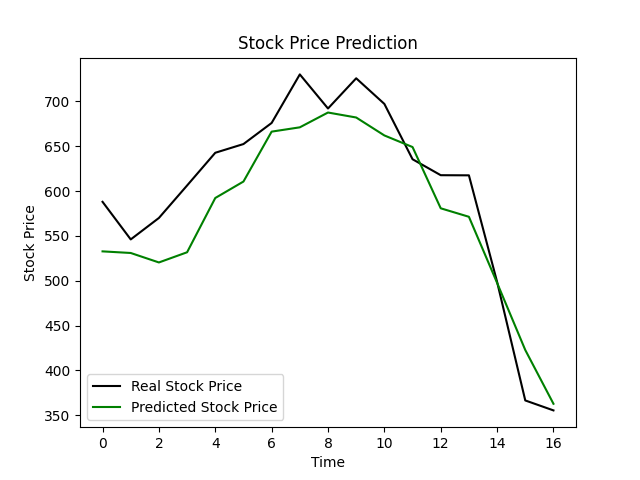 Stock Price Prediction
Stock Price
700
650
600
550
500
450
400
350
Real Stock Price
Predicted Stock Price
0 2 4 6 8 10 12 14 16
Time